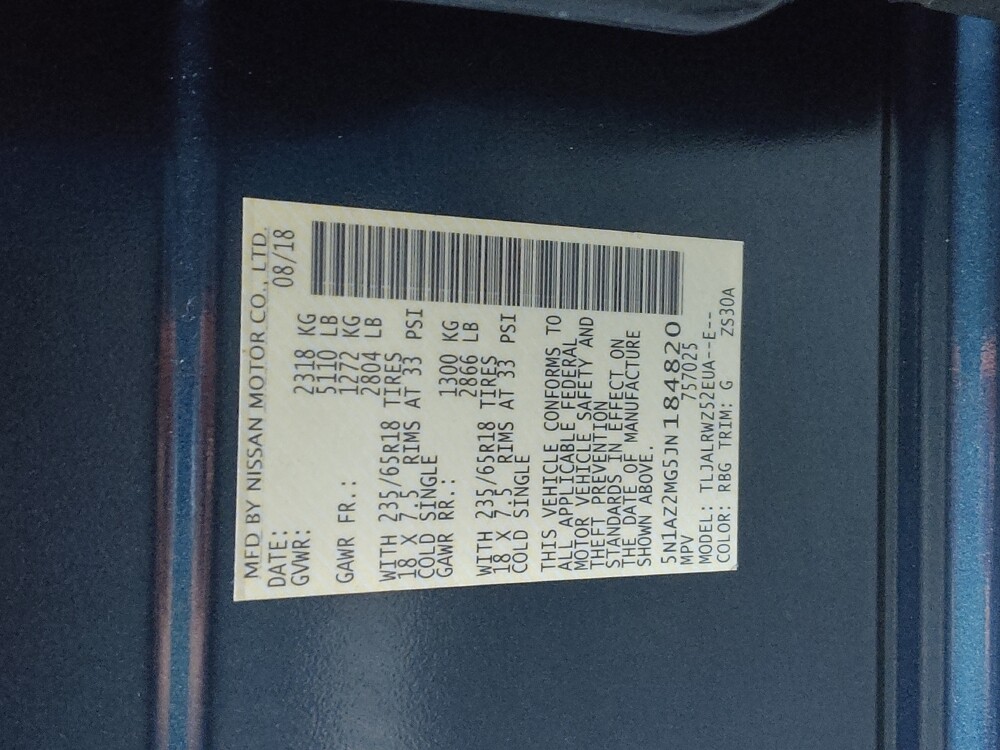 MFD BY NISSAN MOTOR CO., LTD.
DATE: 08/18
GVWR: 2318 KG
5110 LB
GAWR FR.: 1272 KG
2804 LB
WITH 235/65R18 TIRES
18 X 7.5 RIMS AT 33 PSI
COLD SINGLE
GAWR RR.: 1300 KG
2866 LB
WITH 235/65R18 TIRES
18 X 7.5 RIMS AT 33 PSI
COLD SINGLE
THIS VEHICLE CONFORMS TO
ALL APPLICABLE FEDERAL
MOTOR VEHICLE SAFETY AND
THEFT PREVENTION
STANDARDS IN EFFECT ON
THE DATE OF MANUFACTURE
SHOWN ABOVE.
5N1AZ2MG5JN184820
MPV 757025
MODEL: TLJALRWZ52EUA--E--
COLOR: RBG TRIM: G ZS30A